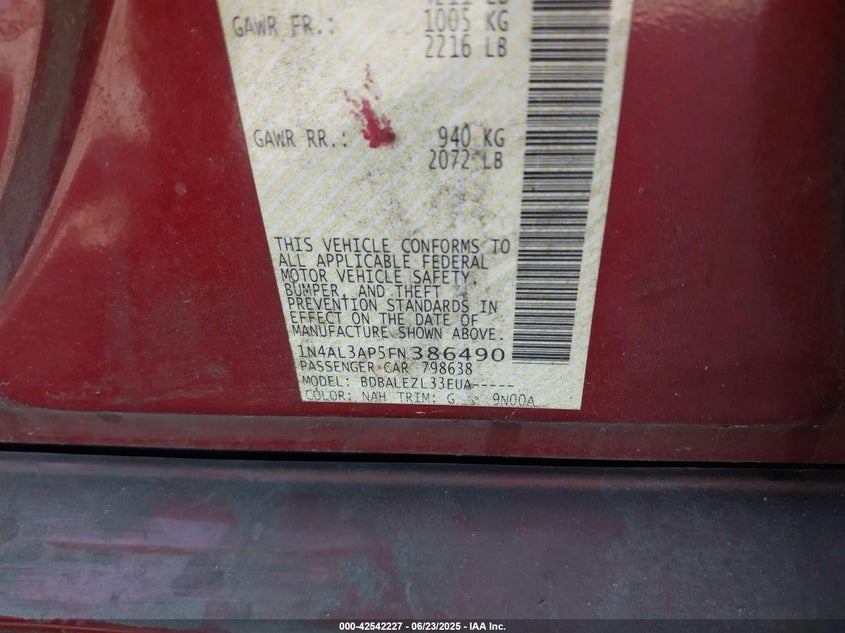 GAWR FR.: 1005 KG
2216 LB
GAWR RR.: 940 KG
2072 LB
THIS VEHICLE CONFORMS TO
ALL APPLICABLE FEDERAL
MOTOR VEHICLE SAFETY,
BUMPER, AND THEFT
PREVENTION STANDARDS IN
EFFECT ON THE DATE OF
MANUFACTURE SHOWN ABOVE.
1N4AL3AP5FN386490
PASSENGER CAR 798638
MODEL: BDBALEZL33EUA-----
COLOR: NAH TRIM: G 9N00A
000-42542227 - 06/23/2025 - IAA Inc.